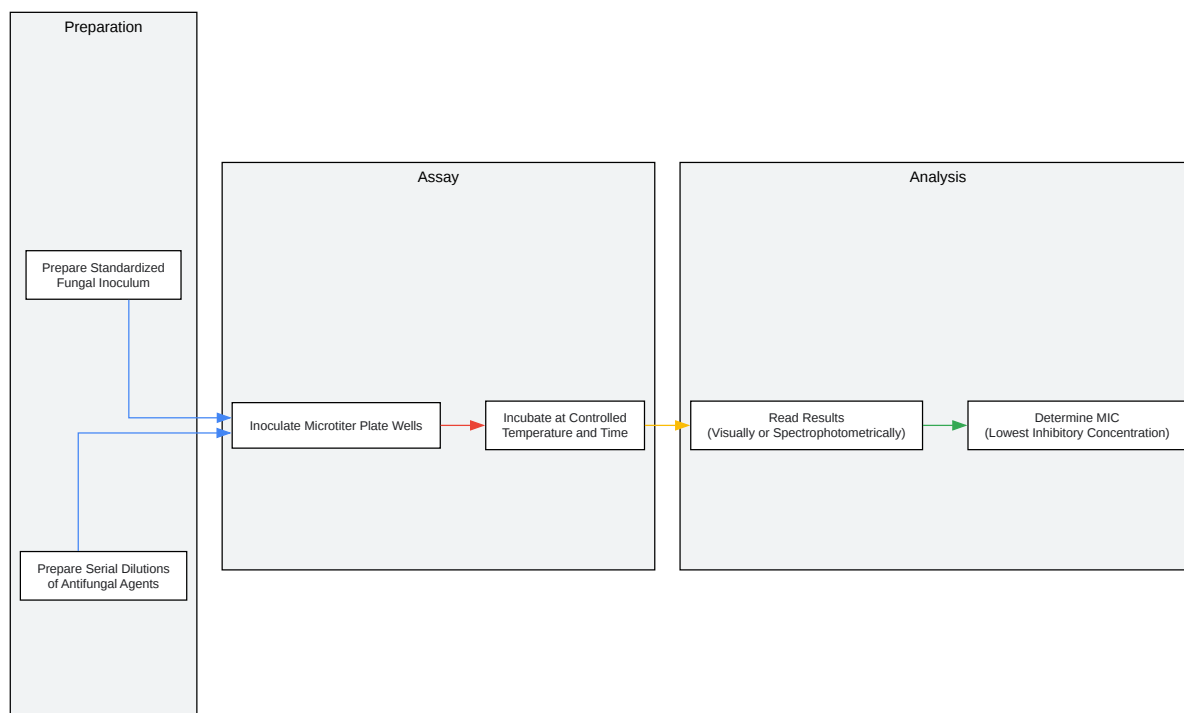 Preparation
Prepare Standardized
Fungal Inoculum
Prepare Serial Dilutions
of Antifungal Agents
Assay
Inoculate Microtiter Plate Wells
Incubate at Controlled
Temperature and Time
Analysis
Read Results
(Visually or Spectrophotometrically)
Determine MIC
(Lowest Inhibitory Concentration)